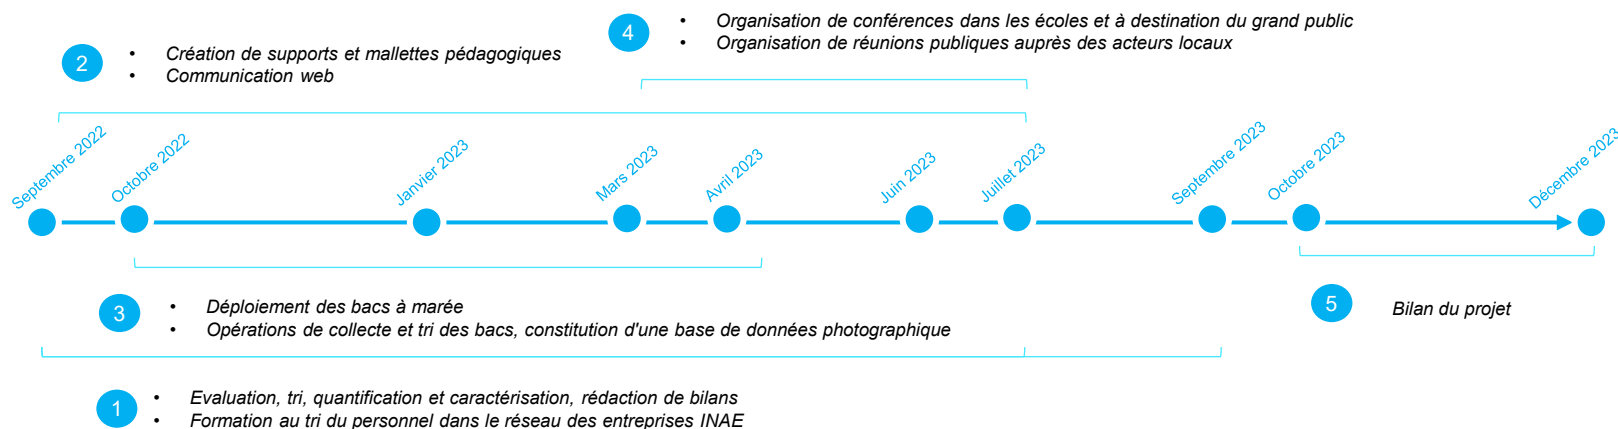 4
• Organisation de conférences dans les écoles et à destination du grand public
• Organisation de réunions publiques auprès des acteurs locaux
2
• Création de supports et mallettes pédagogiques
• Communication web
Septembre 2022
Octobre 2022
Janvier 2023
Mars 2023
Avril 2023
Juin 2023
Juillet 2023
Septembre 2023
Octobre 2023
Décembre 2023
3
• Déploiement des bacs à marée
• Opérations de collecte et tri des bacs, constitution d'une base de données photographique
5
Bilan du projet
1
• Evaluation, tri, quantification et caractérisation, rédaction de bilans
• Formation au tri du personnel dans le réseau des entreprises INAE